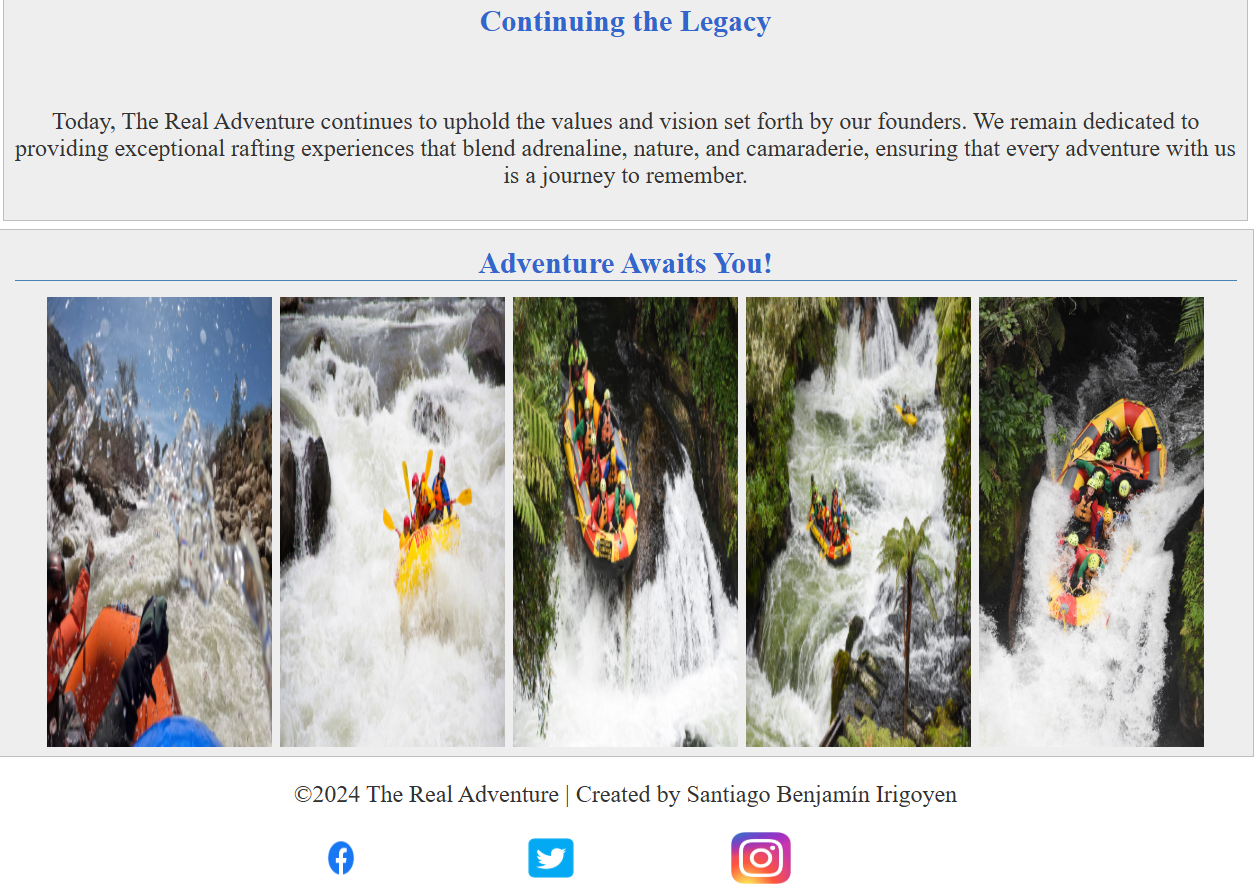 Continuing the Legacy
Today, The Real Adventure continues to uphold the values and vision set forth by our founders. We remain dedicated to
providing exceptional rafting experiences that blend adrenaline, nature, and camaraderie, ensuring that every adventure with us
is a journey to remember.
Adventure Awaits You!
©2024 The Real Adventure | Created by Santiago Benjamín Irigoyen